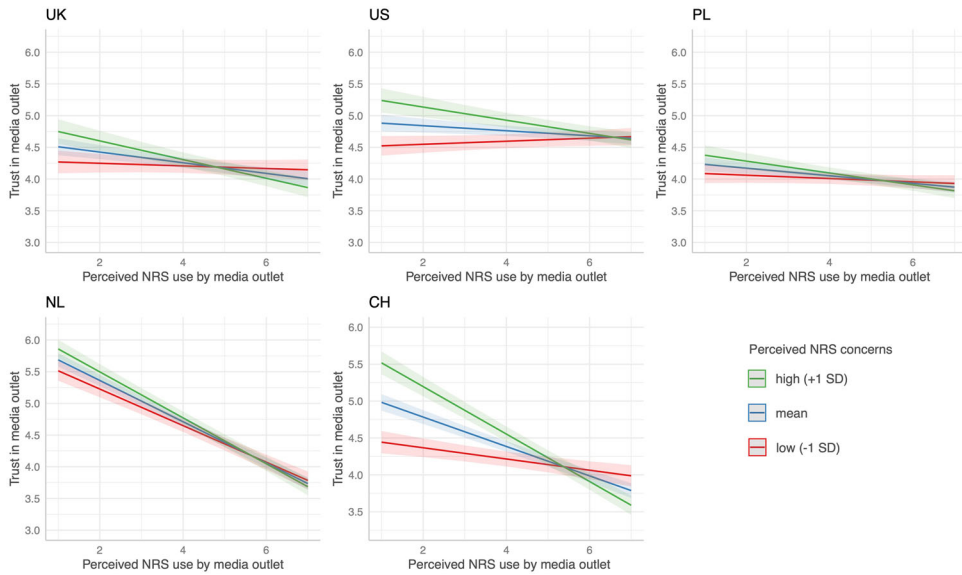 UK
6.0
5.5
5.0
4.5
4.0
3.5
3.0
Trust in media outlet
2
4
6
Perceived NRS use by media outlet
US
6.0
5.5
5.0
4.5
4.0
3.5
3.0
Trust in media outlet
2
4
6
Perceived NRS use by media outlet
PL
6.0
5.5
5.0
4.5
4.0
3.5
3.0
Trust in media outlet
2
4
6
Perceived NRS use by media outlet
NL
6.0
5.5
5.0
4.5
4.0
3.5
3.0
Trust in media outlet
2
4
6
Perceived NRS use by media outlet
CH
6.0
5.5
5.0
4.5
4.0
3.5
Trust in media outlet
2
4
6
Perceived NRS use by media outlet
Perceived NRS concerns
high (+1 SD)
mean
low (-1 SD)